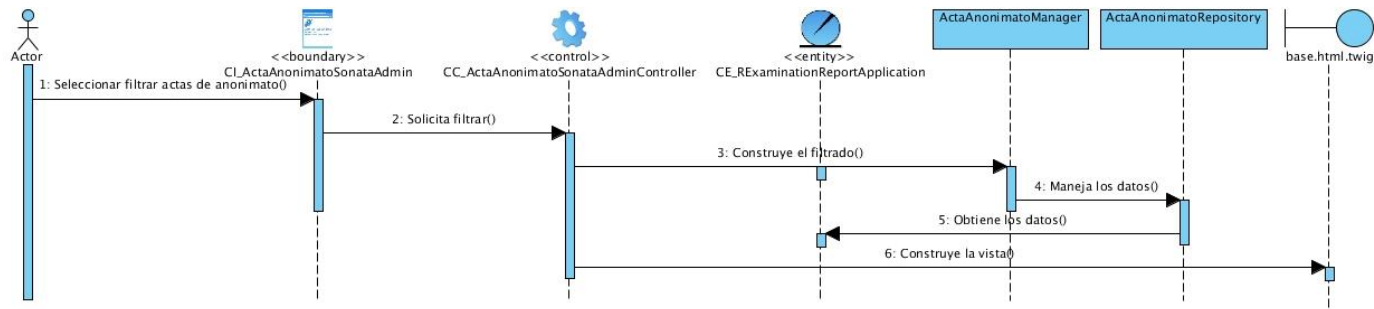 Actor
<<boundary>>
CI_ActaAnonimatoSonataAdmin
<<control>>
CC_ActaAnonimatoSonataAdminController
<<entity>>
CE_RExaminationReportApplication
ActaAnonimatoManager
ActaAnonimatoRepository
base.html.twig
1: Seleccionar filtrar actas de anonimato()
2: Solicita filtrar()
3: Construye el filtrado()
4: Maneja los datos()
5: Obtiene los datos()
6: Construye la vista()